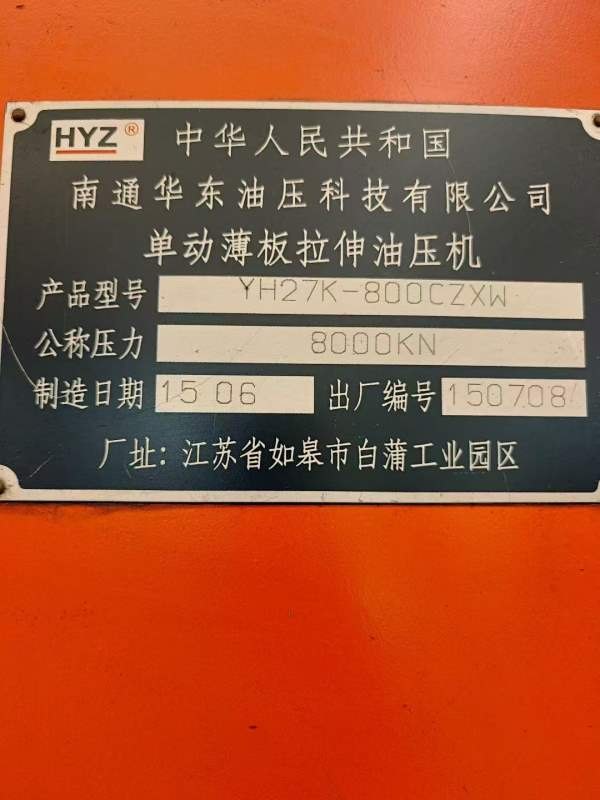 HYZ® 中华人民共和国
南通华东油压科技有限公司
单动薄板拉伸油压机
产品型号 YH27K-800CZXW
公称压力 8000KN
制造日期 15 06 出厂编号 150708
厂址：江苏省如皋市白蒲工业园区